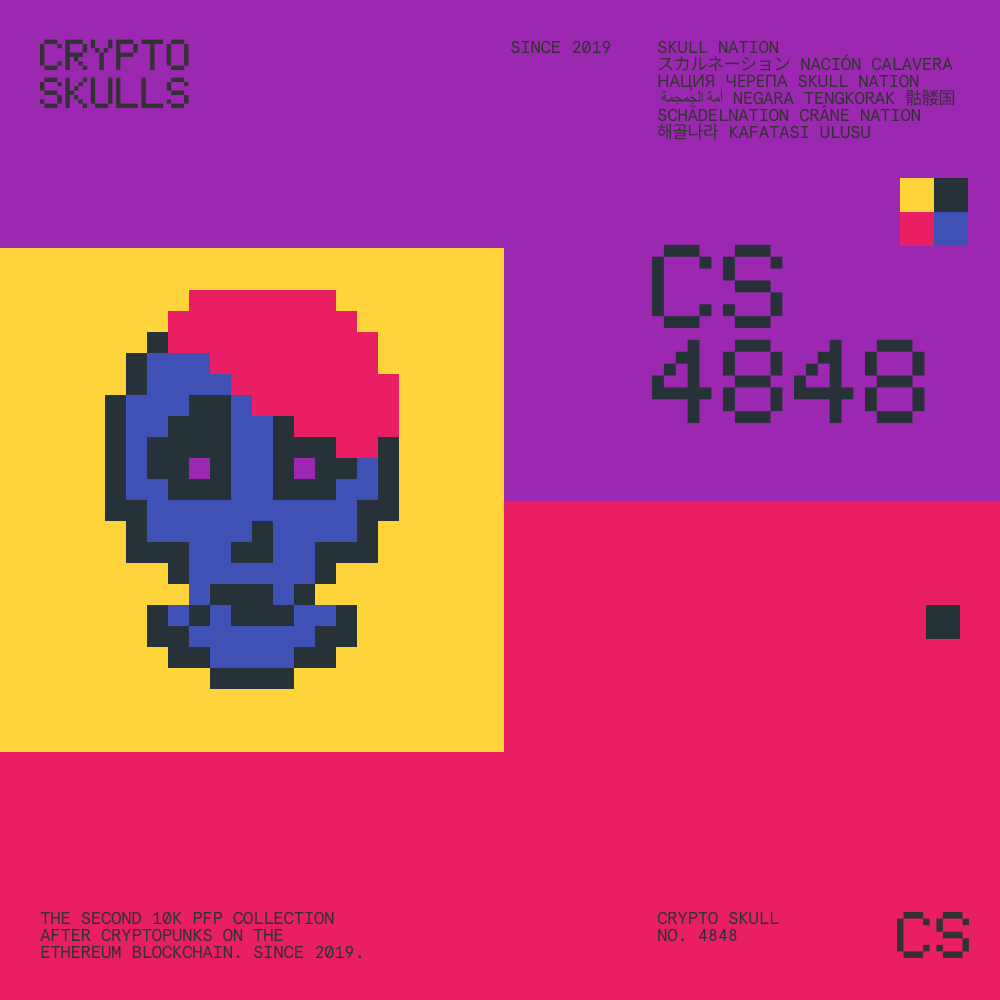 CRYPTO
SKULLS
SINCE 2019
SKULL NATION
スカルネーション NACIÓN CALAVERA
НАЦИЯ ЧЕРЕПА SKULL NATION
أمة الجمجمة NEGARA TENGKORAK 骷髅国
SCHÄDELNATION CRÂNE NATION
해골나라 KAFATASI ULUSU
CS
4848
THE SECOND 10K PFP COLLECTION
AFTER CRYPTOPUNKS ON THE
ETHEREUM BLOCKCHAIN. SINCE 2019.
CRYPTO SKULL
NO. 4848
CS